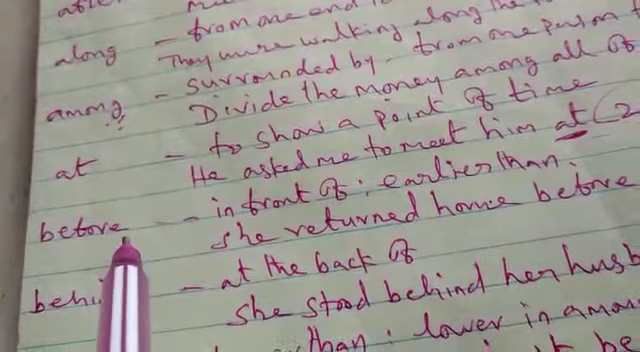 along - from one end
They were walking along the
among - surrounded by - from one person
Divide the money among all of
at - to show a point of time
He asked me to meet him at (2
before - in front of; earlier than.
She returned home before
behi - at the back of
She stood behind her husb
than; lower in amou
be